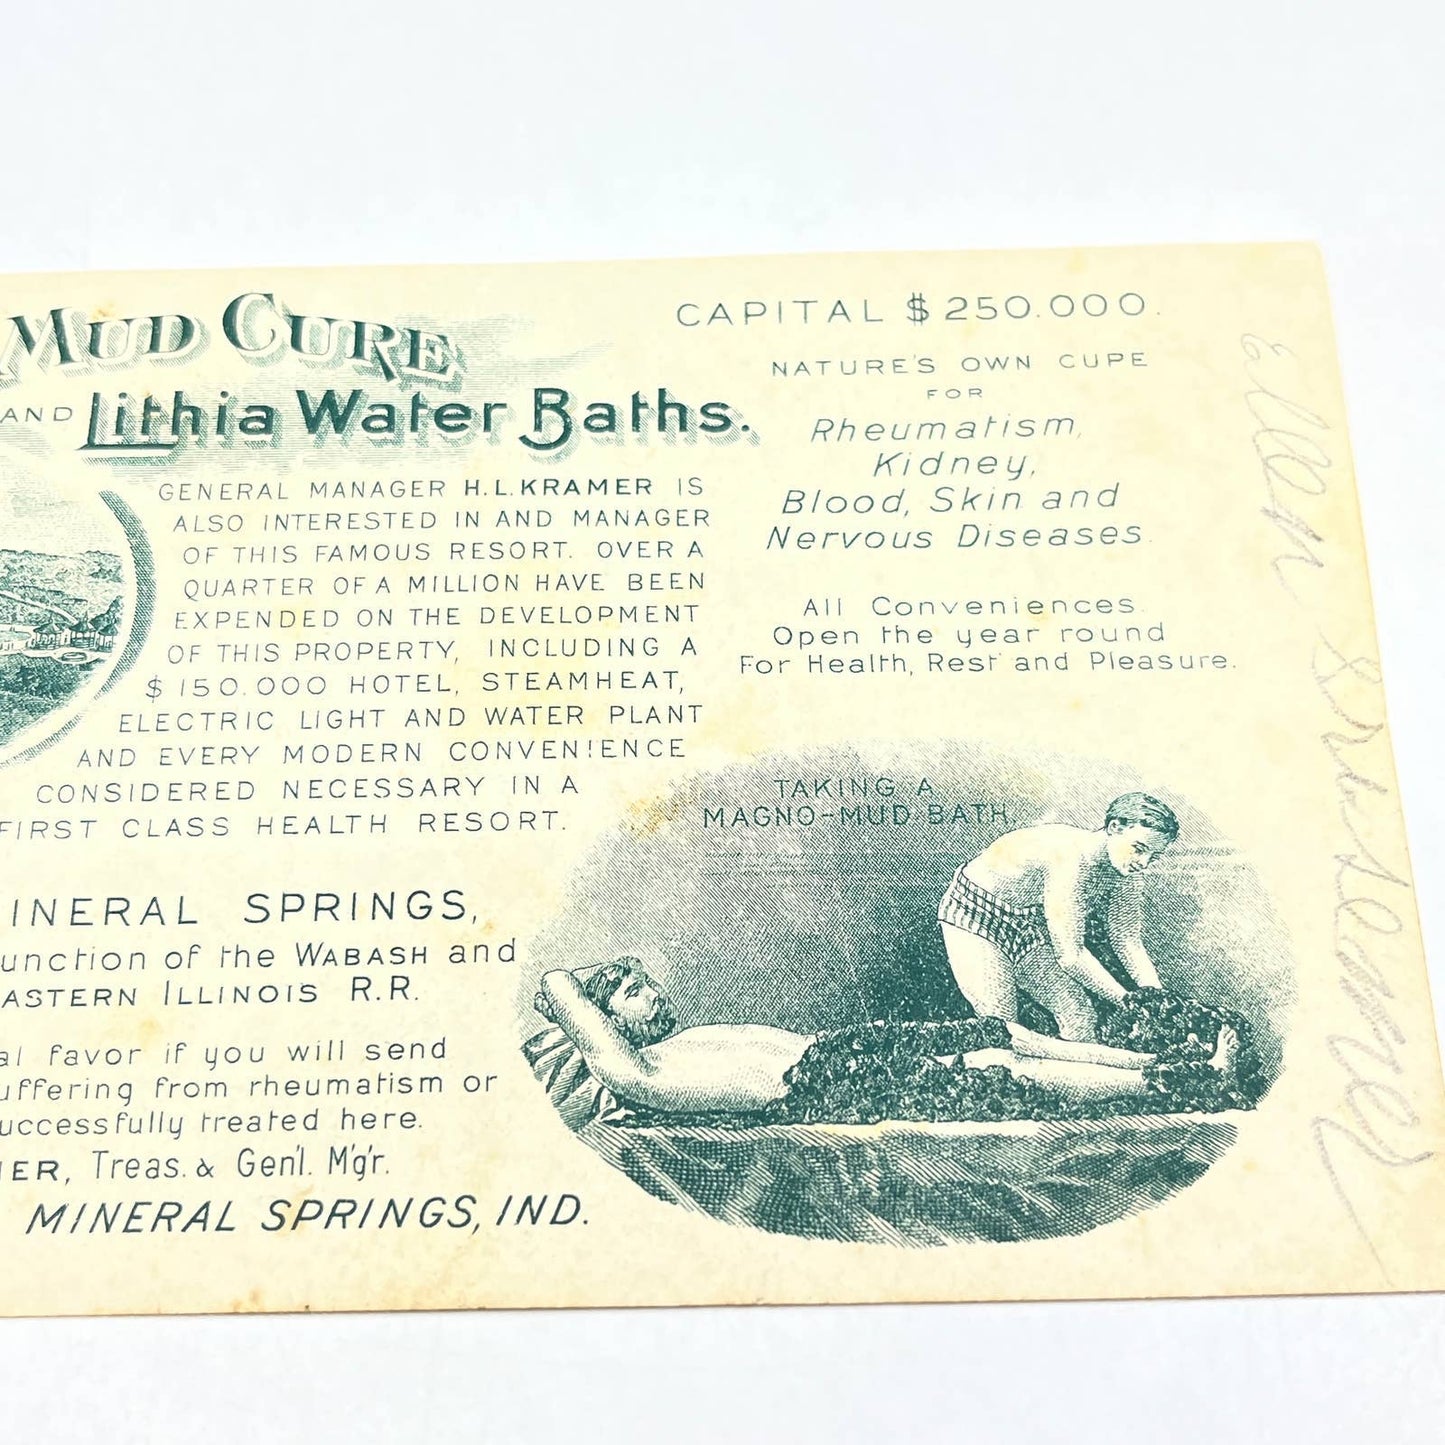 MUD CURE
AND Lithia Water Baths.
GENERAL MANAGER H.L.KRAMER IS
ALSO INTERESTED IN AND MANAGER
OF THIS FAMOUS RESORT. OVER A
QUARTER OF A MILLION HAVE BEEN
EXPENDED ON THE DEVELOPMENT
OF THIS PROPERTY, INCLUDING A
$150.000 HOTEL, STEAMHEAT,
ELECTRIC LIGHT AND WATER PLANT
AND EVERY MODERN CONVENIENCE
CONSIDERED NECESSARY IN A
FIRST CLASS HEALTH RESORT.
INERAL SPRINGS,
unction of the WABASH and
ASTERN ILLINOIS R.R.
al favor if you will send
uffering from rheumatism or
uccessfully treated here.
ER, Treas. & Gen'l. M'g'r.
MINERAL SPRINGS, IND.
CAPITAL $250.000.
NATURE'S OWN CUPE
FOR
Rheumatism,
Kidney,
Blood, Skin and
Nervous Diseases.
All Conveniences.
Open the year round
For Health, Rest and Pleasure.
TAKING A
MAGNO-MUD BATH.
Ellen